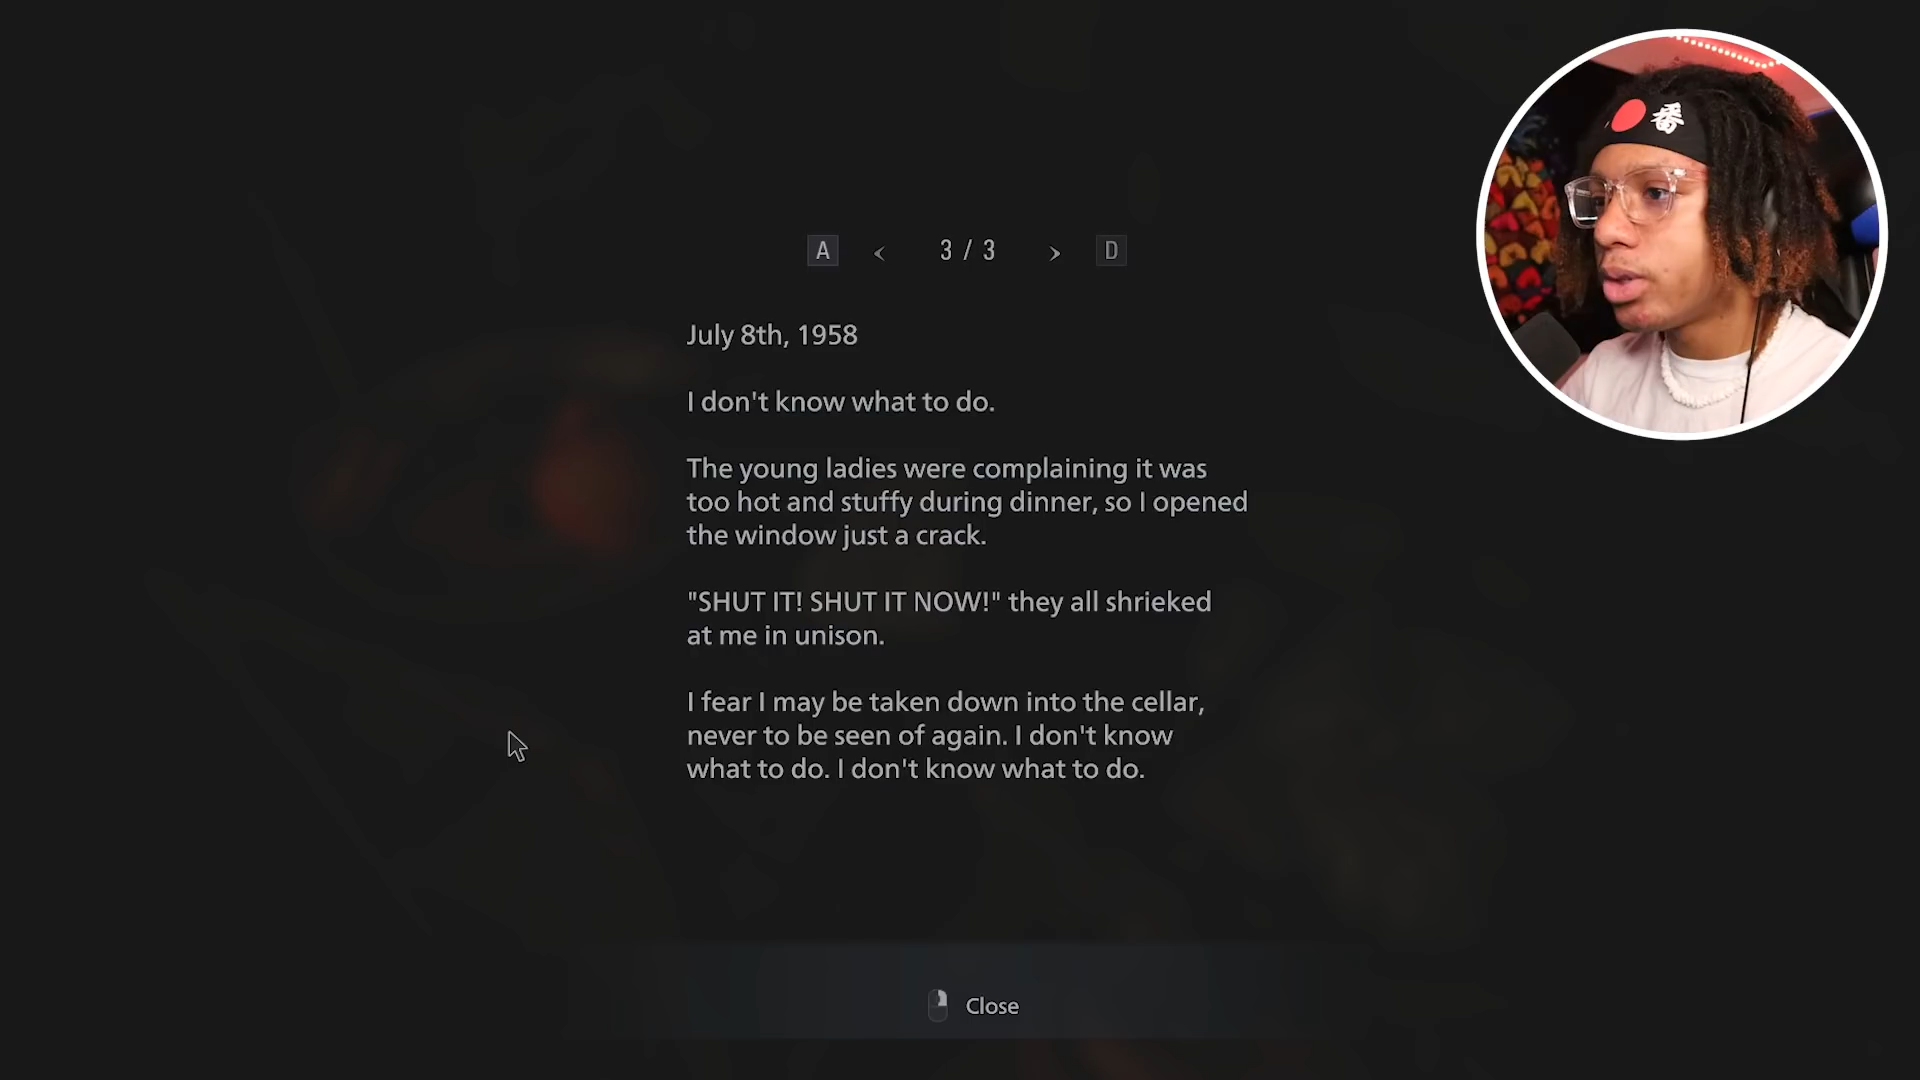 A < 3 / 3 > D
July 8th, 1958
I don't know what to do.
The young ladies were complaining it was
too hot and stuffy during dinner, so I opened
the window just a crack.
"SHUT IT! SHUT IT NOW!" they all shrieked
at me in unison.
I fear I may be taken down into the cellar,
never to be seen of again. I don't know
what to do. I don't know what to do.
Close
番